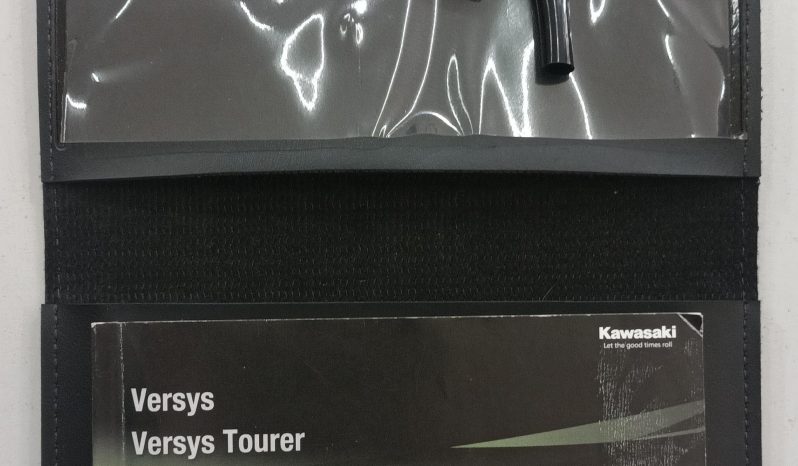 Kawasaki
Let the good times roll
Versys
Versys Tourer